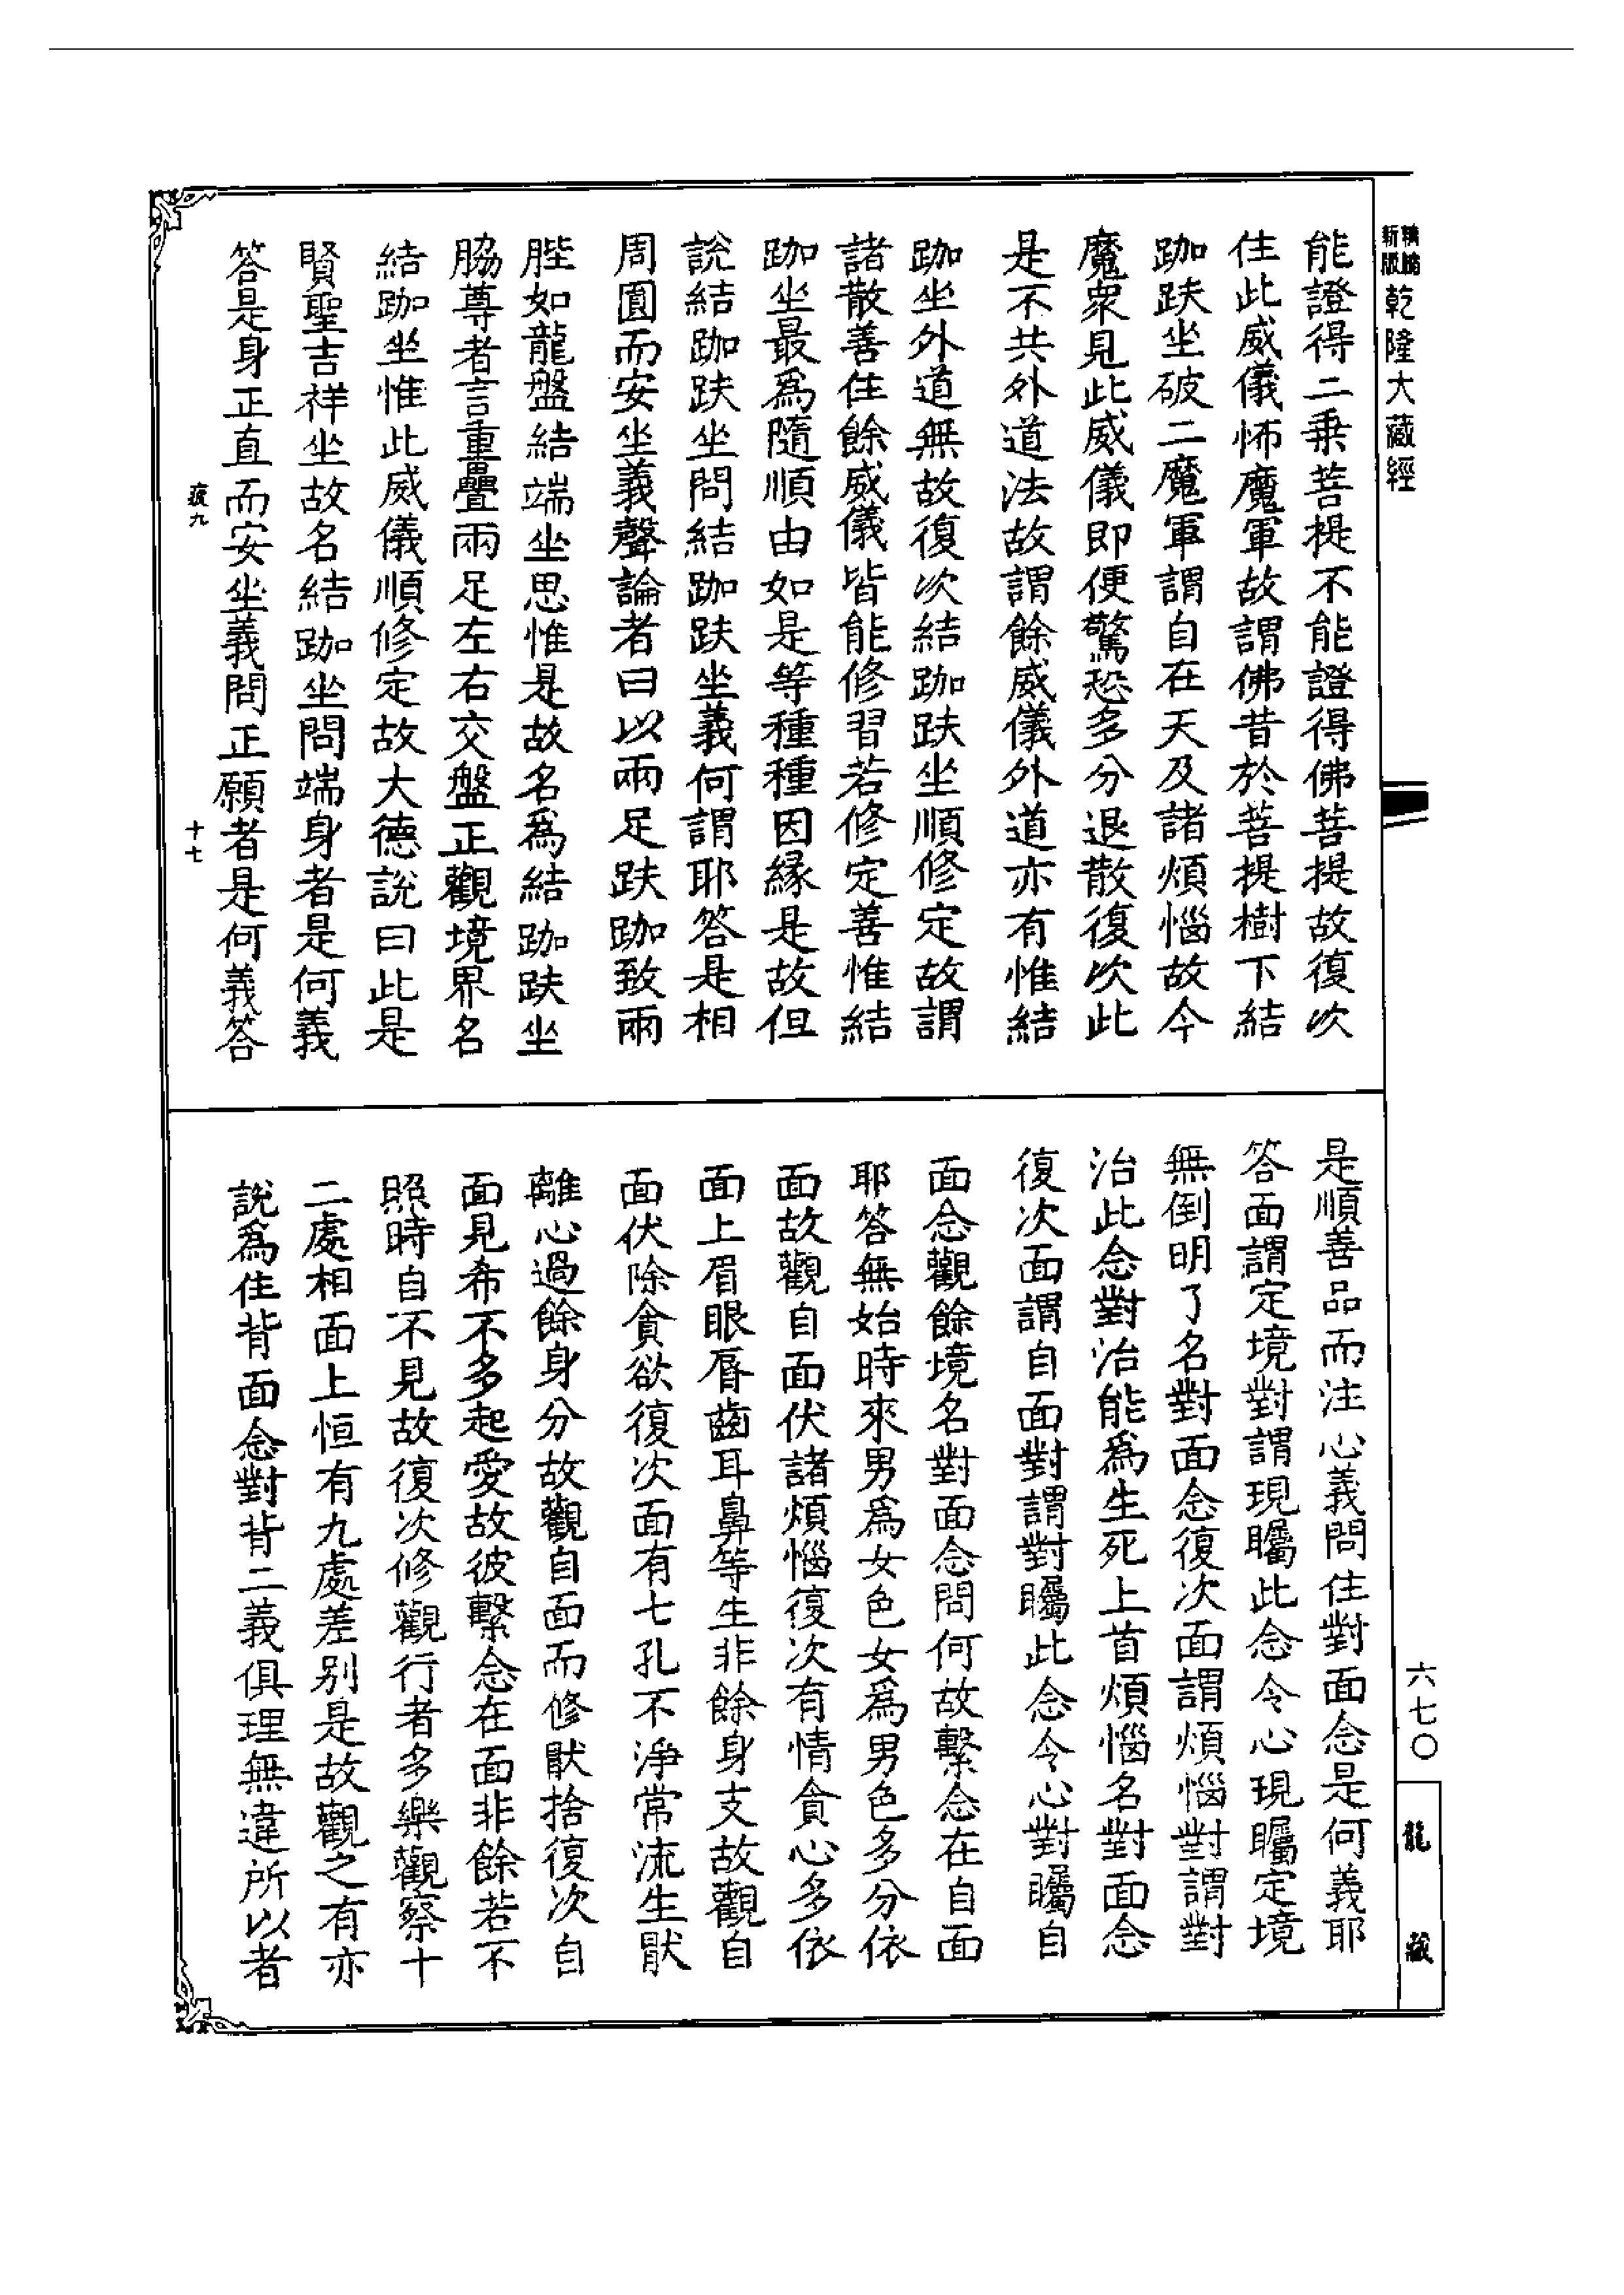 新版精縮乾隆大藏經
能證得二乘菩提不能證得佛菩提故復次
住此威儀怖魔軍故謂佛昔於菩提樹下結
跏趺坐破二魔軍謂自在天及諸煩惱故今
魔衆見此威儀即便驚恐多分退散復次此
是不共外道法故謂餘威儀外道亦有惟結
跏坐外道無故復次結跏趺坐順修定故謂
諸散善住餘威儀皆能修習若修定善惟結
跏坐最爲隨順由如是等種種因緣是故但
說結跏趺坐問結跏趺坐義何謂耶答是相
周圓而安坐義聲論者曰以兩足趺跏致兩
䏶如龍盤結端坐思惟是故名爲結跏趺坐
脇尊者言重疊兩足左右交盤正觀境界名
結跏坐惟此威儀順修定故大德說曰此是
賢聖吉祥坐故名結跏坐問端身者是何義
答是身正直而安坐義問正願者是何義答
十七
是順善品而注心義問住對面念是何義耶
答面謂定境對謂現矚此念令心現矚定境
無倒明了名對面念復次面謂煩惱對謂對
治此念對治能爲生死上首煩惱名對面念
復次面謂自面對謂對矚此念令心對矚自
面念觀餘境名對面念問何故繫念在自面
耶答無始時來男爲女色女爲男色多分依
面故觀自面伏諸煩惱復次有情貪心多依
面上眉眼脣齒耳鼻等生非餘身支故觀自
面伏除貪欲復次面有七孔不淨常流生猒
離心過餘身分故觀自面而修猒捨復次自
面見希不多起愛故彼繫念在面非餘若不
照時自不見故復次修觀行者多樂觀察十
二處相面上恒有九處差别是故觀之有亦
說爲住背面念對背二義俱理無違所以者
六七〇
龍藏